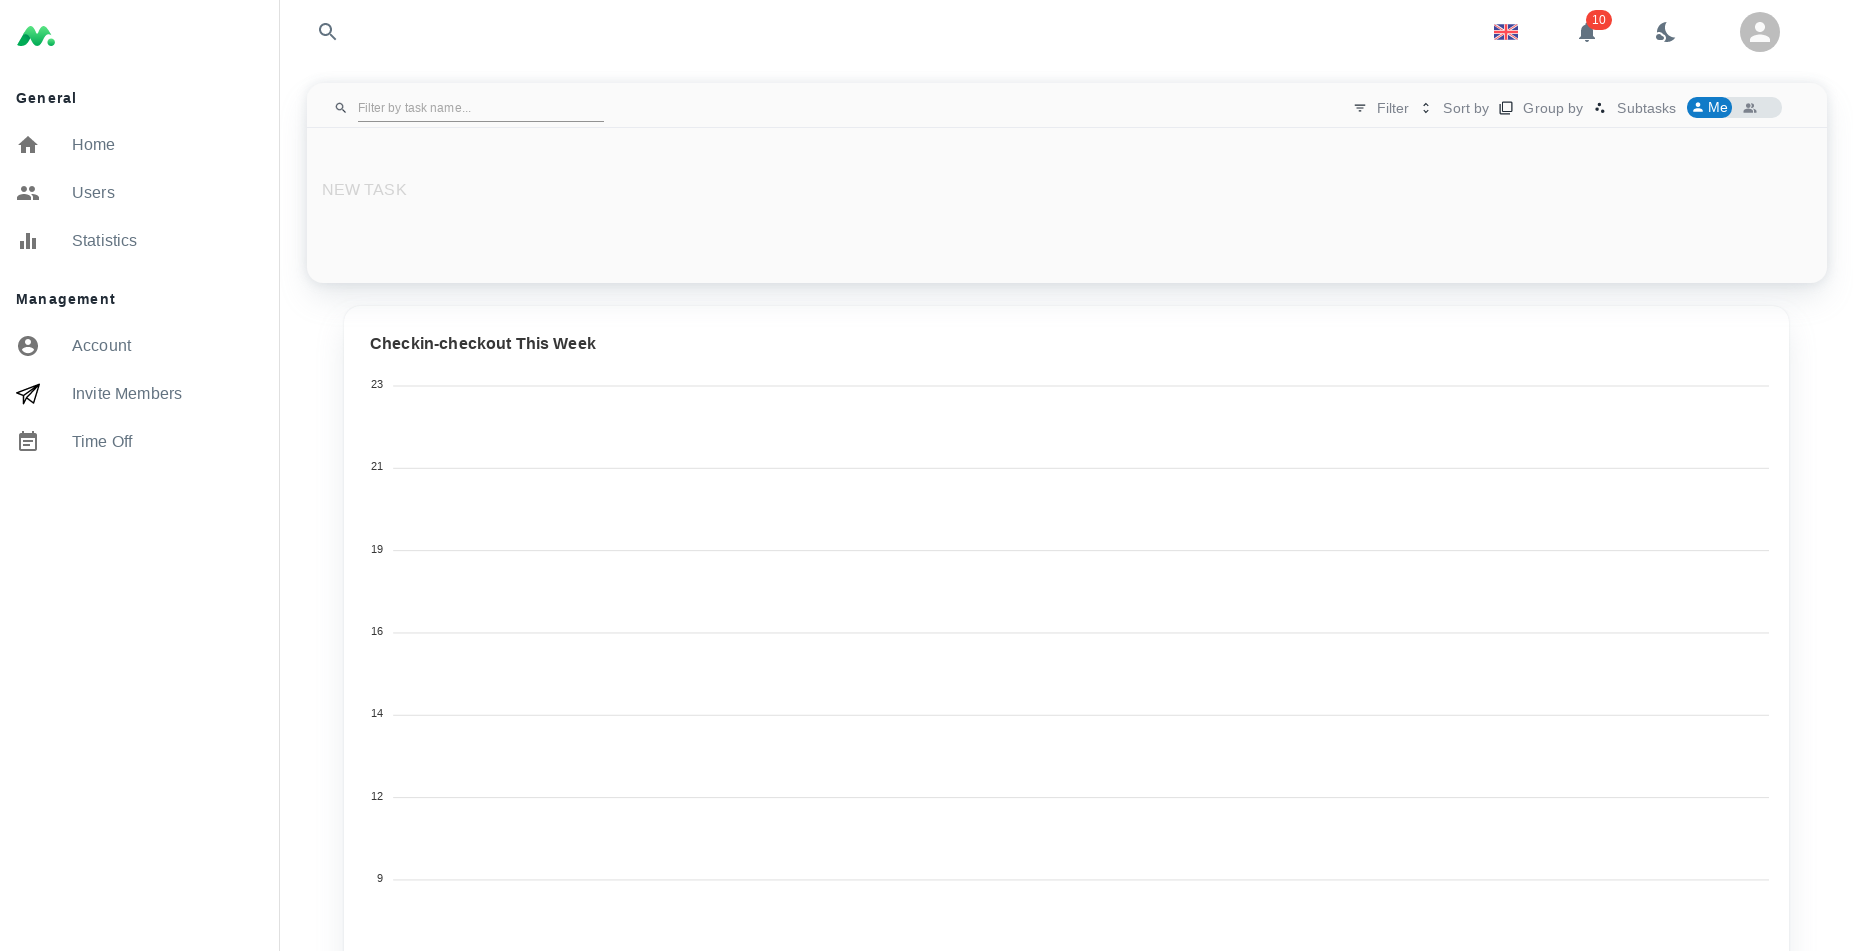 10
General
Home
Users
Statistics
Management
Account
Invite Members
Time Off
Filter by task name...
Filter
Sort by
Group by
Subtasks
Me
NEW TASK
Checkin-checkout This Week
23
21
19
16
14
12
9